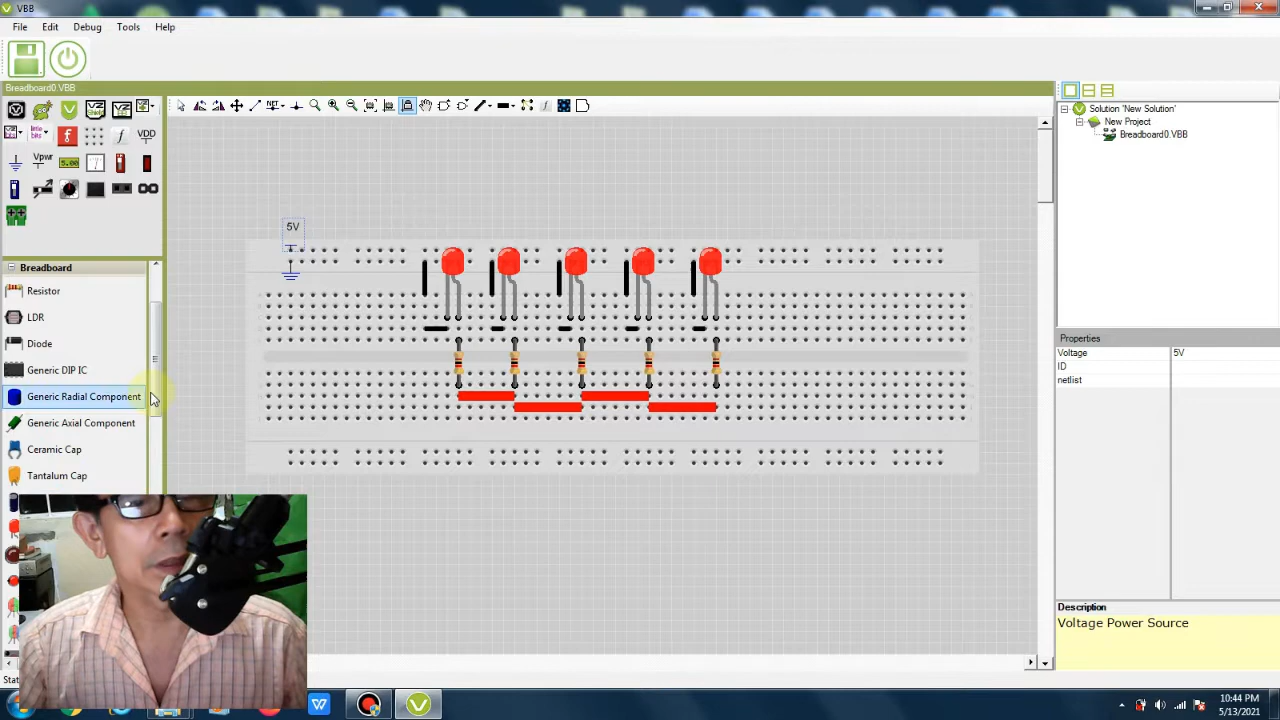 VBB
File Edit Debug Tools Help
Breadboard0.VBB
NET
VDD
Vpwr
5.00
Breadboard
Resistor
LDR
Diode
Generic DIP IC
Generic Radial Component
Generic Axial Component
Ceramic Cap
Tantalum Cap
5V
Solution 'New Solution'
New Project
Breadboard0.VBB
Properties
Voltage 5V
ID
netlist
Description
Voltage Power Source
Stat
10:44 PM
5/13/2021